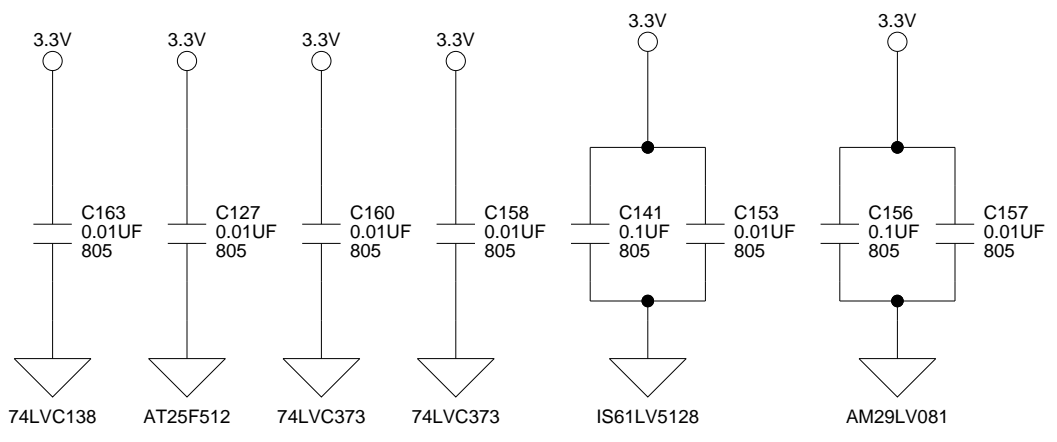 3.3V
3.3V
3.3V
3.3V
3.3V
3.3V
C163
0.01UF
805
C127
0.01UF
805
C160
0.01UF
805
C158
0.01UF
805
C141
0.1UF
805
C153
0.01UF
805
C156
0.1UF
805
C157
0.01UF
805
74LVC138
AT25F512
74LVC373
74LVC373
IS61LV5128
AM29LV081